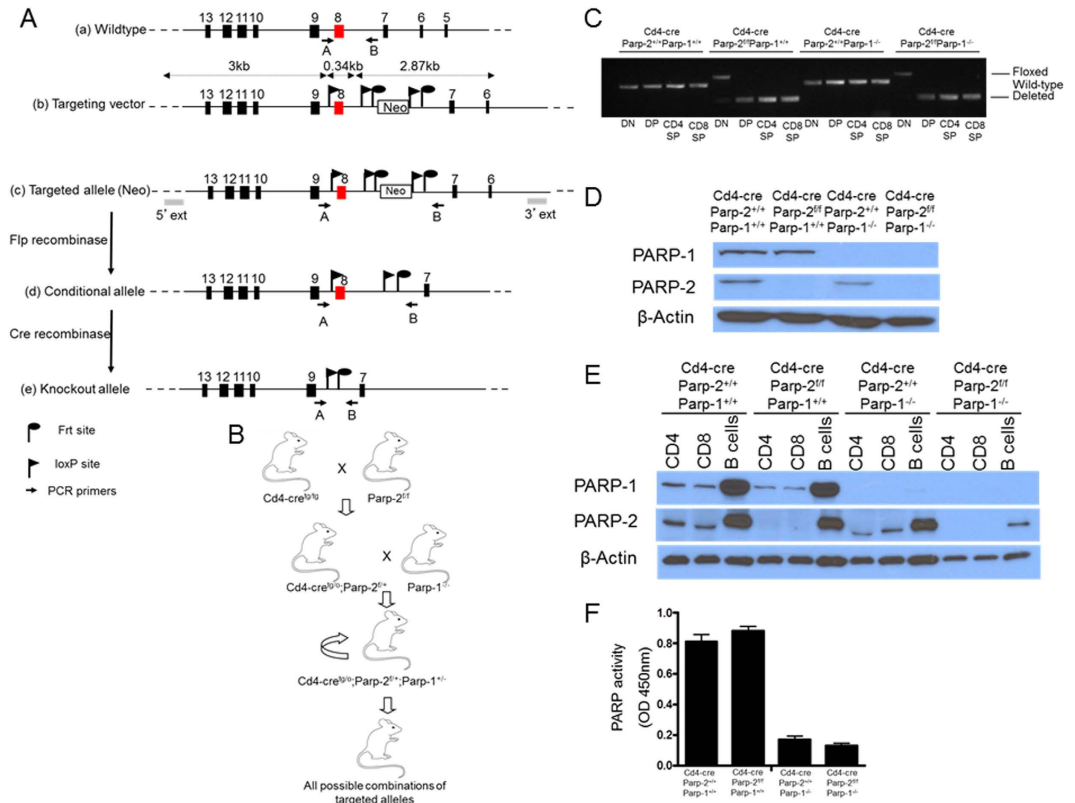 A
13 12 11 10 9 8 7 6 5
(a) Wildtype
A B
3kb 0.34kb 2.87kb
13 12 11 10 9 8 7 6
(b) Targeting vector
Neo
13 12 11 10 9 8 7 6
(c) Targeted allele (Neo)
Neo
5' ext A B 3' ext
Flp recombinase
13 12 11 10 9 8 7
(d) Conditional allele
A B
Cre recombinase
13 12 11 10 9 7
(e) Knockout allele
A B
Frt site
loxP site
PCR primers
B
X
Cd4-cre^tg/tg Parp-2^f/f
X
Cd4-cre^tg/o;Parp-2^f/+ Parp-1^-/-
Cd4-cre^tg/o;Parp-2^f/+;Parp-1^+/-
All possible combinations of
targeted alleles
C
Cd4-cre Cd4-cre Cd4-cre Cd4-cre
Parp-2^+/+Parp-1^+/+ Parp-2^f/fParp-1^+/+ Parp-2^+/+Parp-1^-/- Parp-2^f/fParp-1^-/-
Floxed
Wild-type
Deleted
DN DP CD4 CD8 DN DP CD4 CD8 DN DP CD4 CD8 DN DP CD4 CD8
SP SP SP SP SP SP SP SP
D
Cd4-cre Cd4-cre Cd4-cre Cd4-cre
Parp-2^+/+ Parp-2^f/f Parp-2^+/+ Parp-2^f/f
Parp-1^+/+ Parp-1^+/+ Parp-1^-/- Parp-1^-/-
PARP-1
PARP-2
β-Actin
E
Cd4-cre Cd4-cre Cd4-cre Cd4-cre
Parp-2^+/+ Parp-2^f/f Parp-2^+/+ Parp-2^f/f
Parp-1^+/+ Parp-1^+/+ Parp-1^-/- Parp-1^-/-
CD4 CD8 B cells CD4 CD8 B cells CD4 CD8 B cells CD4 CD8 B cells
PARP-1
PARP-2
β-Actin
F
PARP activity
(OD 450nm)
1.0
0.8
0.6
0.4
0.2
0.0
Cd4-cre Cd4-cre Cd4-cre Cd4-cre
Parp-2^+/+ Parp-2^f/f Parp-2^+/+ Parp-2^f/f
Parp-1^+/+ Parp-1^+/+ Parp-1^-/- Parp-1^-/-